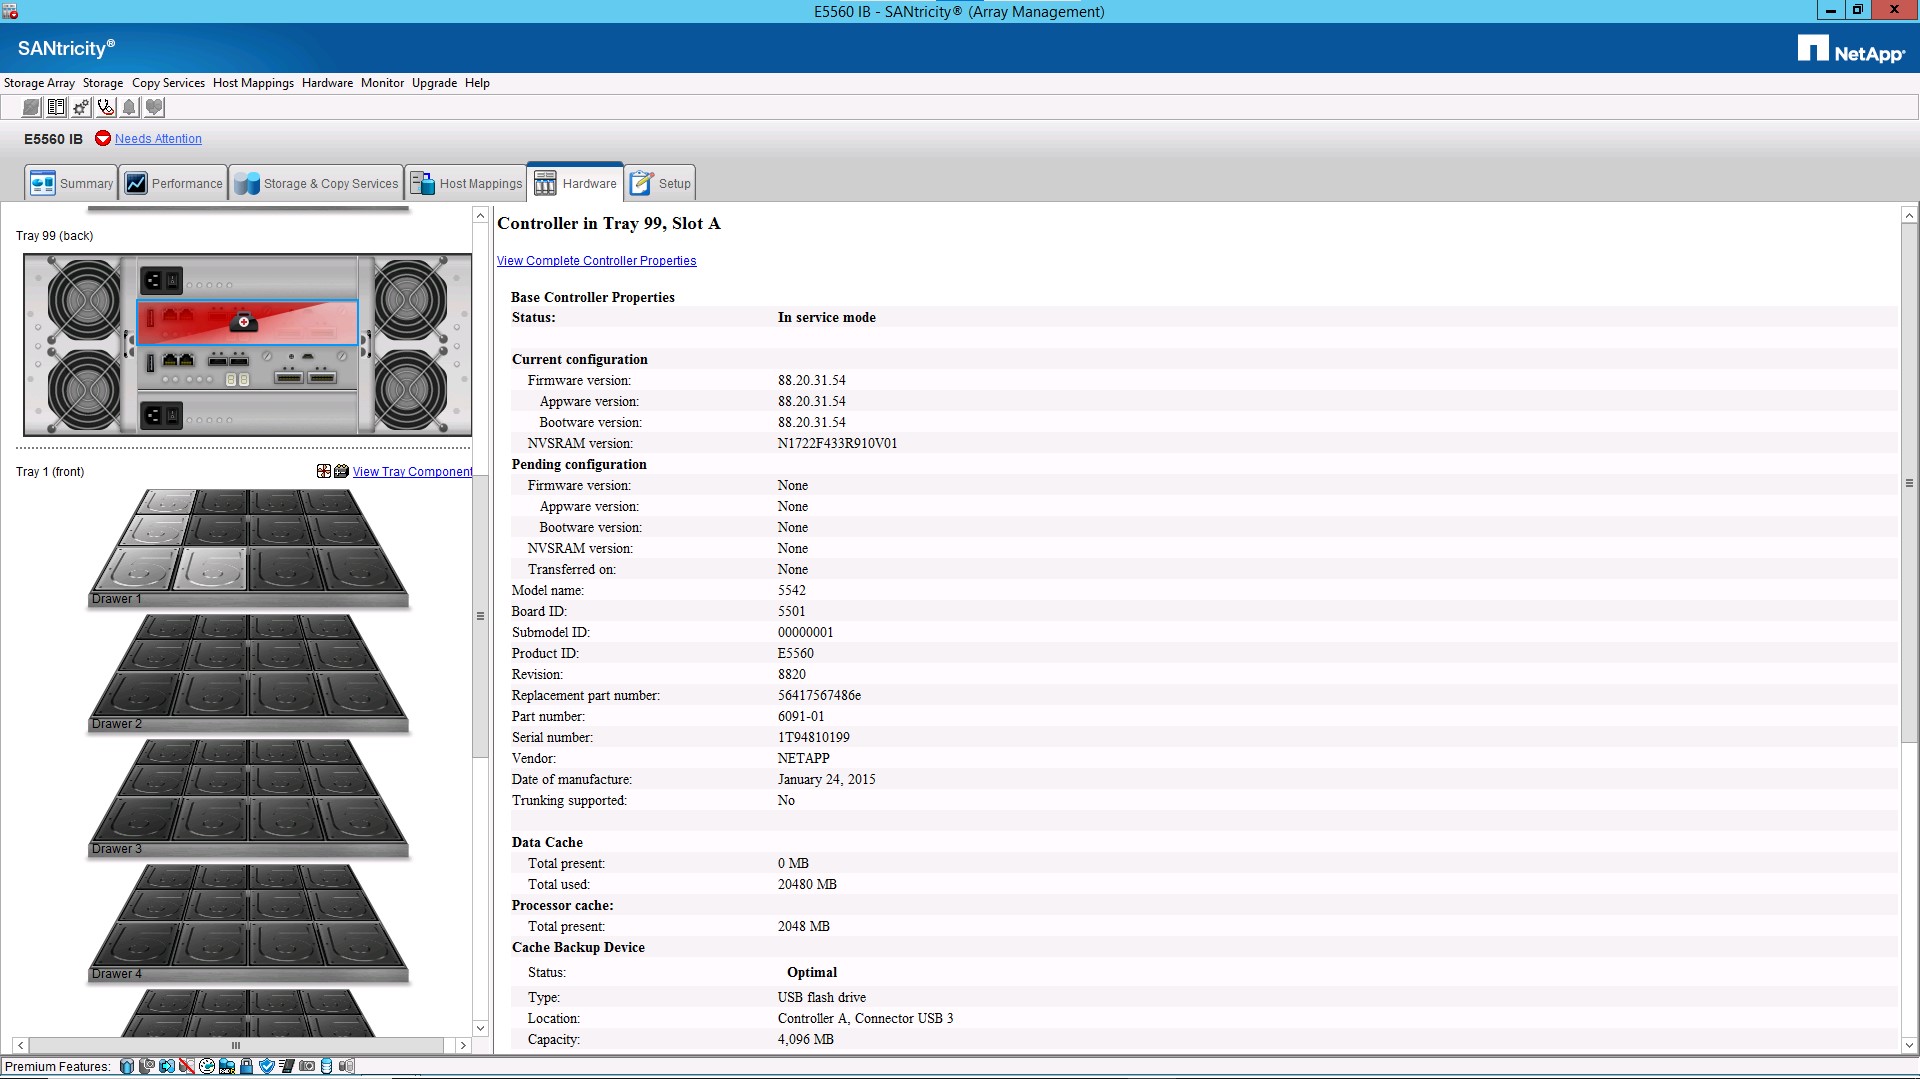 E5560 IB - SANtricity® (Array Management)
SANtricity®
NetApp®
Storage Array Storage Copy Services Host Mappings Hardware Monitor Upgrade Help
E5560 IB Needs Attention
Summary Performance Storage & Copy Services Host Mappings Hardware Setup
Tray 99 (back)
Tray 1 (front) View Tray Component
Drawer 1
Drawer 2
Drawer 3
Drawer 4
Controller in Tray 99, Slot A
View Complete Controller Properties
Base Controller Properties
Status: In service mode
Current configuration
Firmware version: 88.20.31.54
Appware version: 88.20.31.54
Bootware version: 88.20.31.54
NVSRAM version: N1722F433R910V01
Pending configuration
Firmware version: None
Appware version: None
Bootware version: None
NVSRAM version: None
Transferred on: None
Model name: 5542
Board ID: 5501
Submodel ID: 00000001
Product ID: E5560
Revision: 8820
Replacement part number: 56417567486e
Part number: 6091-01
Serial number: 1T94810199
Vendor: NETAPP
Date of manufacture: January 24, 2015
Trunking supported: No
Data Cache
Total present: 0 MB
Total used: 20480 MB
Processor cache:
Total present: 2048 MB
Cache Backup Device
Status: Optimal
Type: USB flash drive
Location: Controller A, Connector USB 3
Capacity: 4,096 MB
Premium Features: